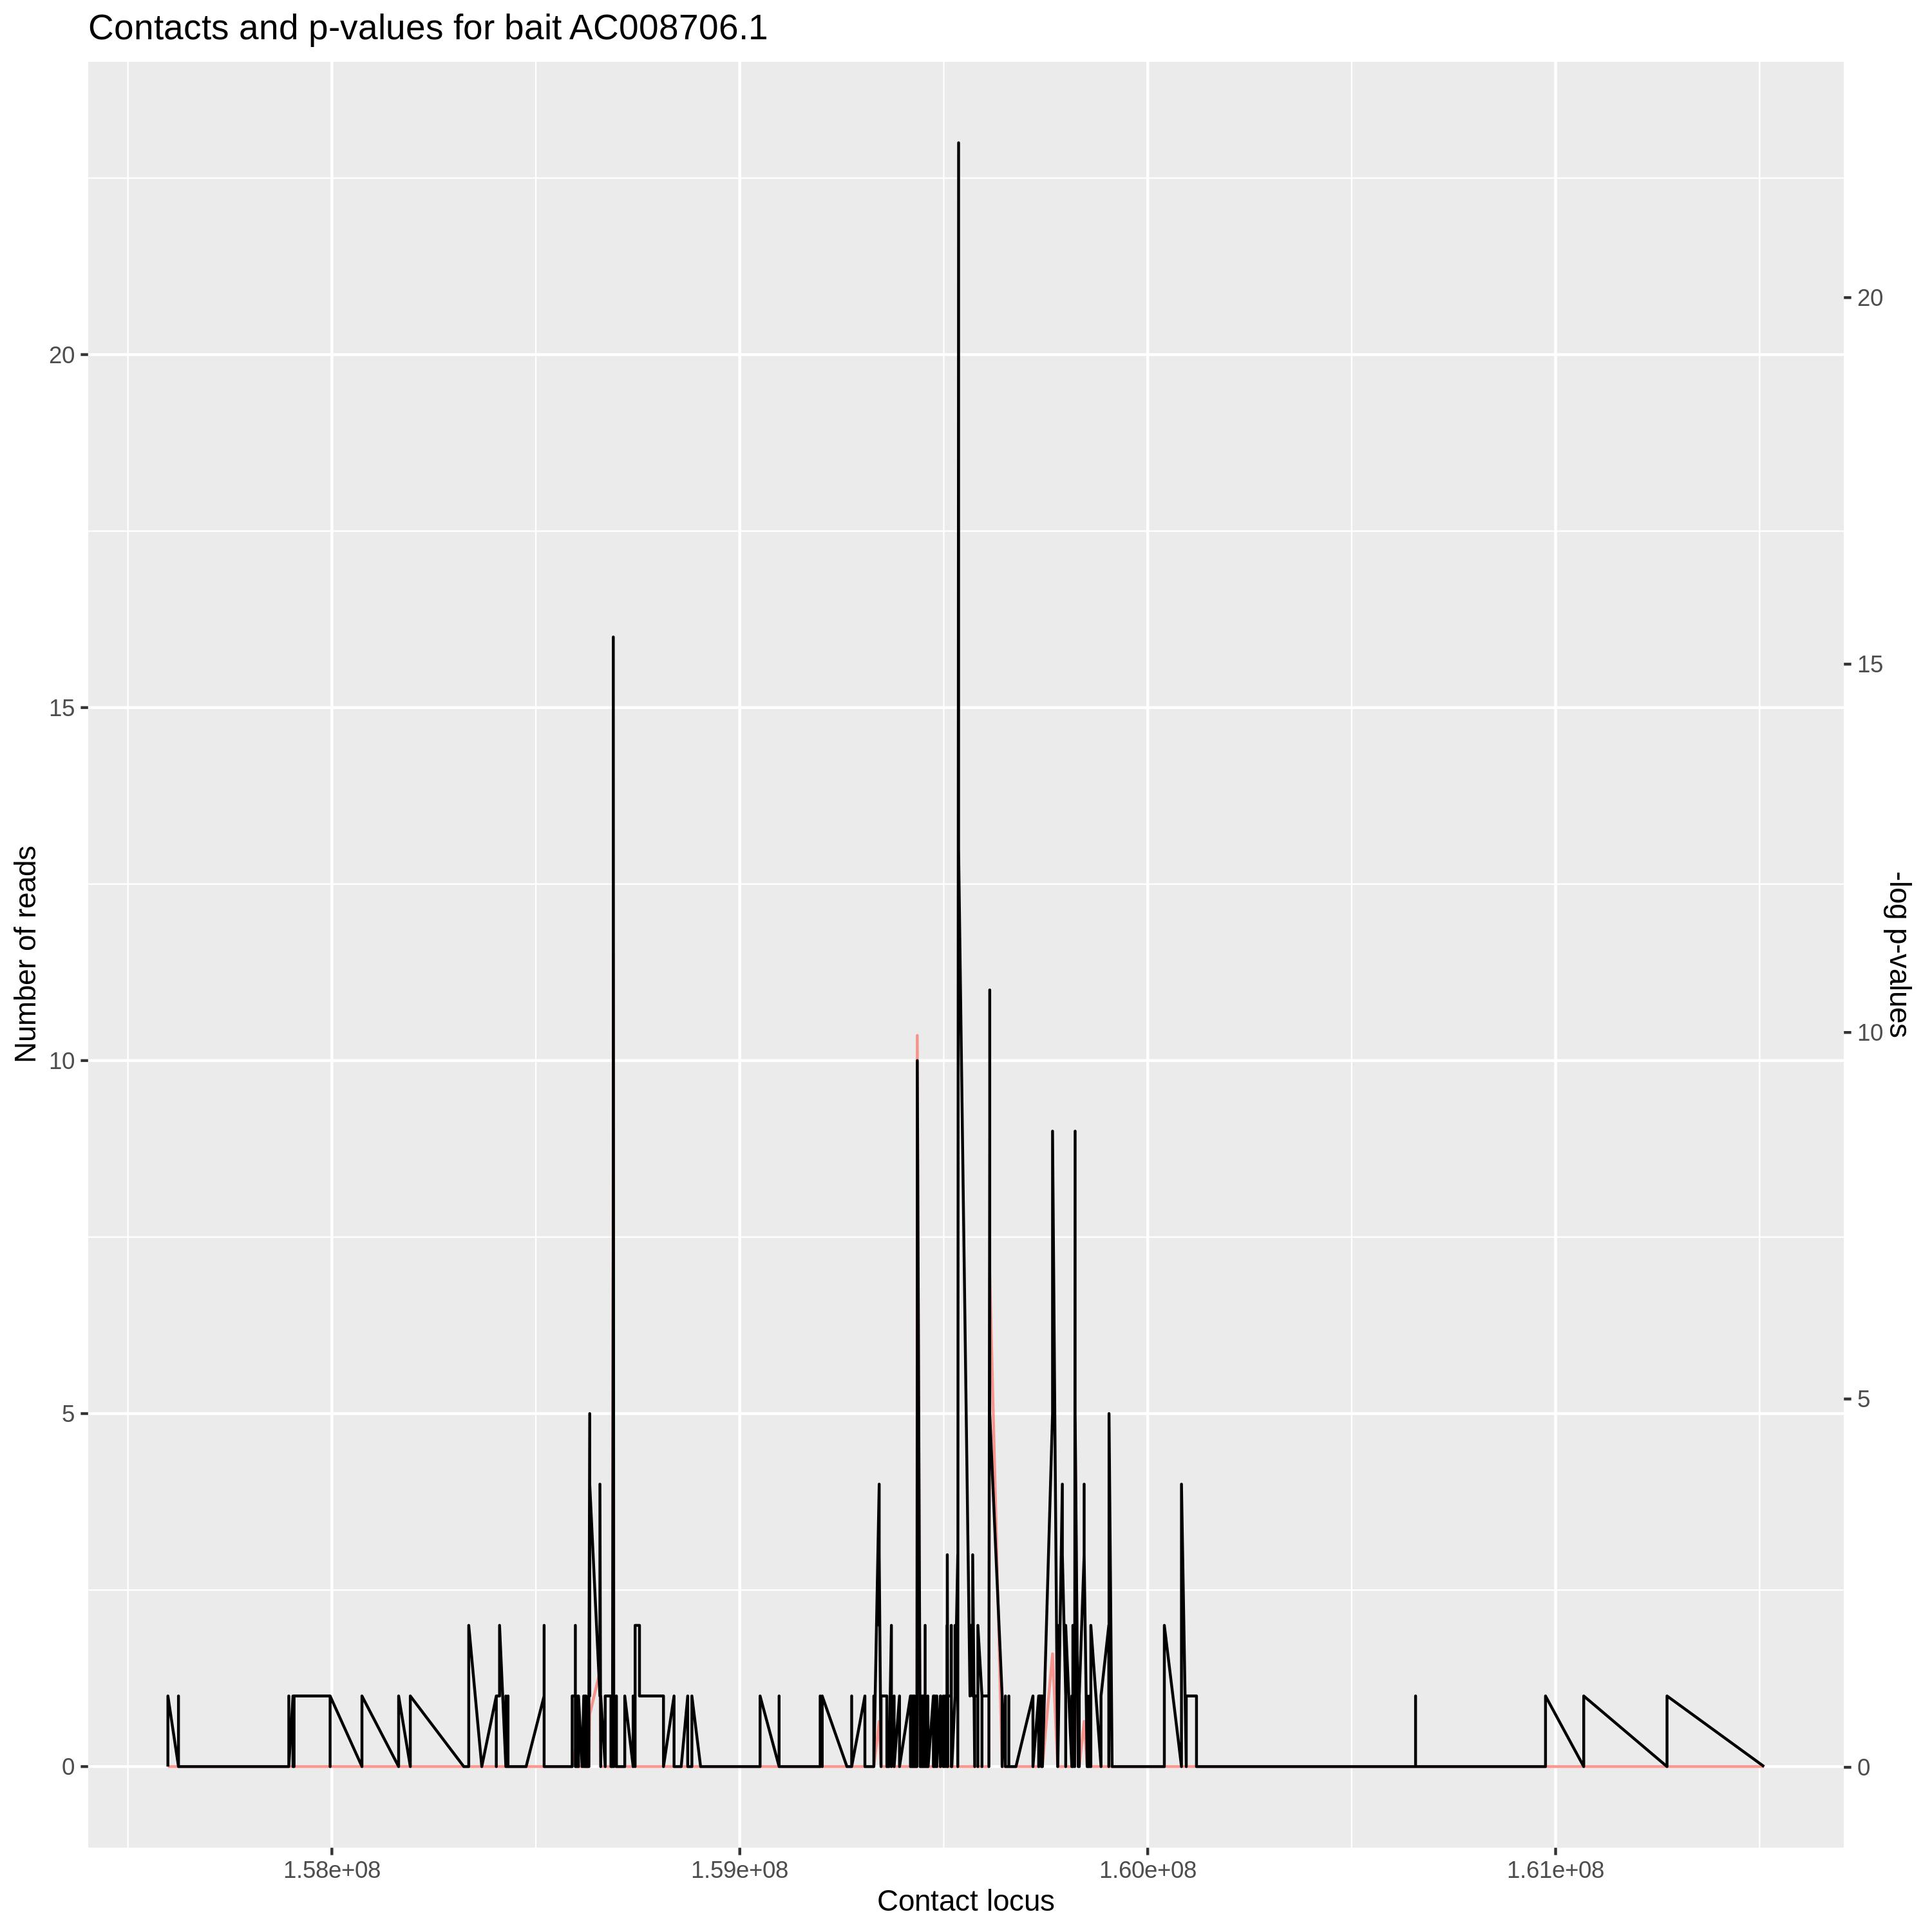 Contacts and p-values for bait AC008706.1
Number of reads
20
15
10
5
0
20
15
10
5
0
-log p-values
1.58e+08
1.59e+08
1.60e+08
1.61e+08
Contact locus